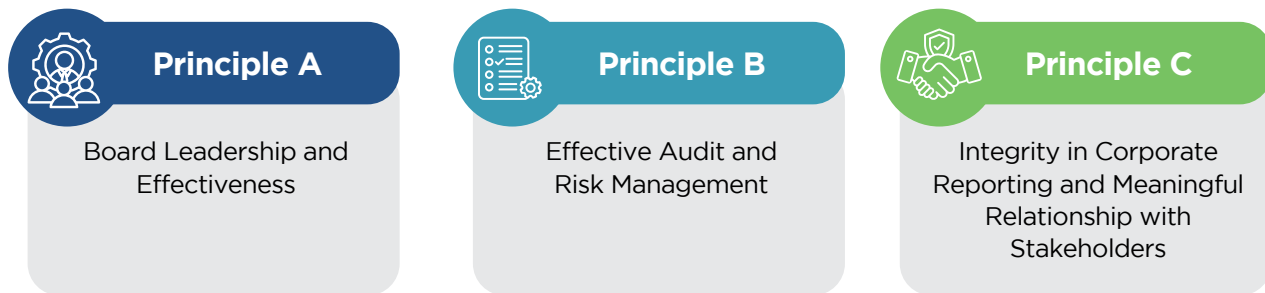 Principle A
Board Leadership and
Effectiveness
Principle B
Effective Audit and
Risk Management
Principle C
Integrity in Corporate
Reporting and Meaningful
Relationship with
Stakeholders